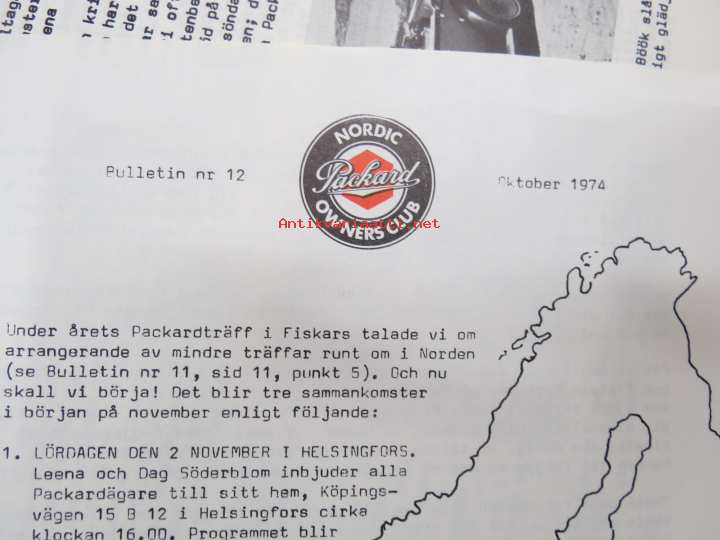 Bulletin nr 12
NORDIC
Packard
OWNERS CLUB
Oktober 1974
Under årets Packardträff i Fiskars talade vi om
arrangerande av mindre träffar runt om i Norden
(se Bulletin nr 11, sid 11, punkt 5). Och nu
skall vi börja! Det blir tre sammankomster
i början på november enligt följande:
1. LÖRDAGEN DEN 2 NOVEMBER I HELSINGFORS.
Leena och Dag Söderblom inbjuder alla
Packardägare till sitt hem, Köpings-
vägen 15 B 12 i Helsingfors cirka
klockan 16.00. Programmet blir